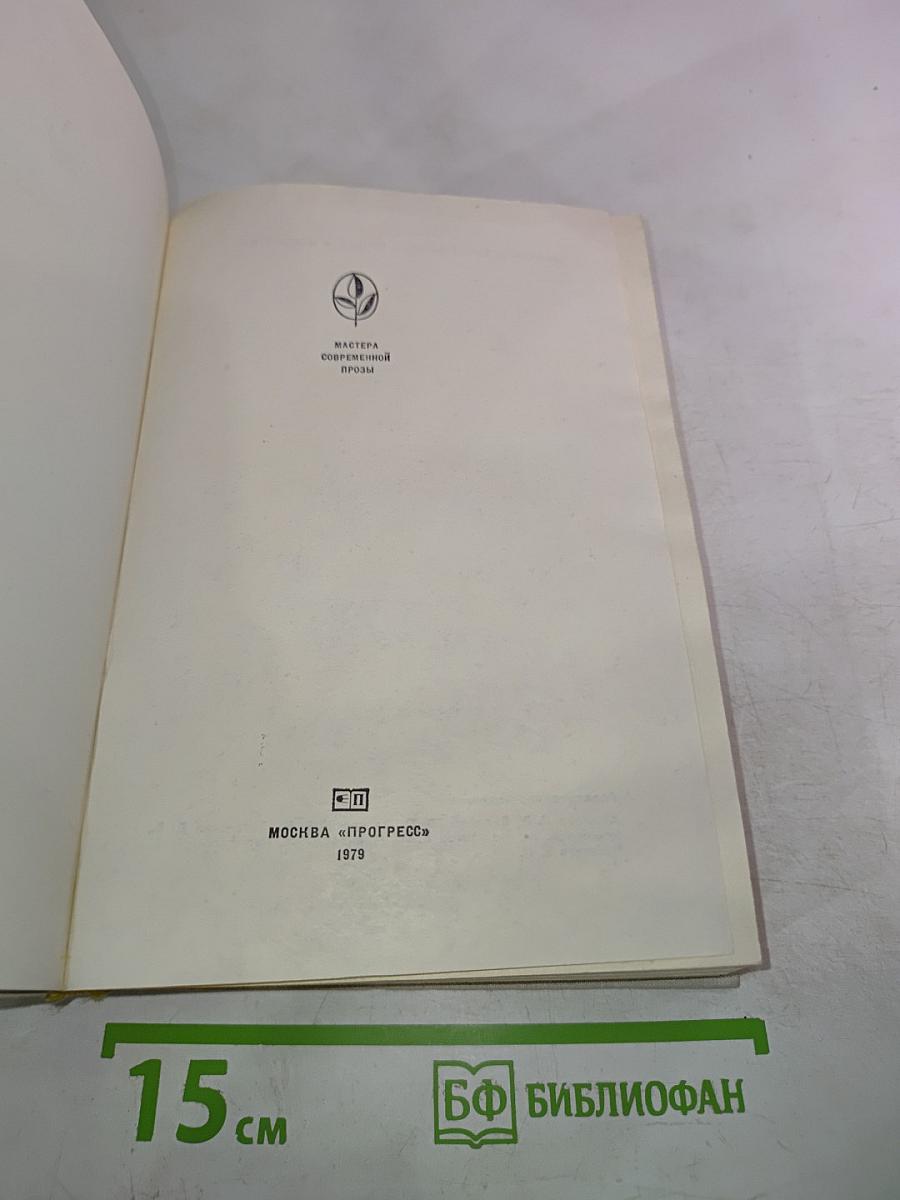 МАСТЕРА
СОВРЕМЕННОЙ
ПРОЗЫ
П
МОСКВА «ПРОГРЕСС»
1979
15 см
БФ БИБЛИОФАН